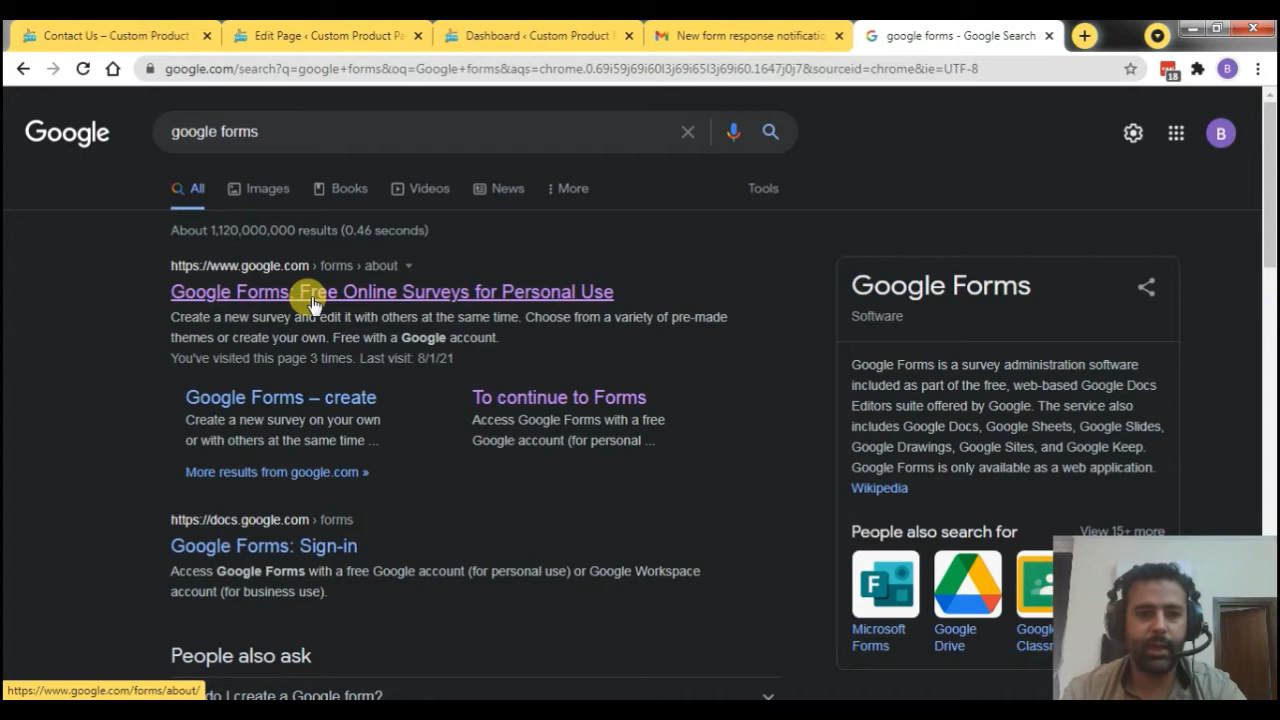 Contact Us – Custom Product
Edit Page ‹ Custom Product Pa
Dashboard ‹ Custom Product
New form response notificatio
google forms - Google Search
google.com/search?q=google+forms&oq=Google+forms&aqs=chrome.0.69i59j69i60l3j69i65l3j69i60.1647j0j7&sourceid=chrome&ie=UTF-8
18
B
Google
google forms
B
All
Images
Books
Videos
News
More
Tools
About 1,120,000,000 results (0.46 seconds)
https://www.google.com › forms › about
Google Forms: Free Online Surveys for Personal Use
Create a new survey and edit it with others at the same time. Choose from a variety of pre-made
themes or create your own. Free with a Google account.
You've visited this page 3 times. Last visit: 8/1/21
Google Forms – create
Create a new survey on your own
or with others at the same time ...
To continue to Forms
Access Google Forms with a free
Google account (for personal ...
More results from google.com »
https://docs.google.com › forms
Google Forms: Sign-in
Access Google Forms with a free Google account (for personal use) or Google Workspace
account (for business use).
People also ask
do I create a Google form?
https://www.google.com/forms/about/
Google Forms
Software
Google Forms is a survey administration software
included as part of the free, web-based Google Docs
Editors suite offered by Google. The service also
includes Google Docs, Google Sheets, Google Slides,
Google Drawings, Google Sites, and Google Keep.
Google Forms is only available as a web application.
Wikipedia
People also search for
View 15+ more
F
Microsoft
Forms
Google
Drive
Google
Classr